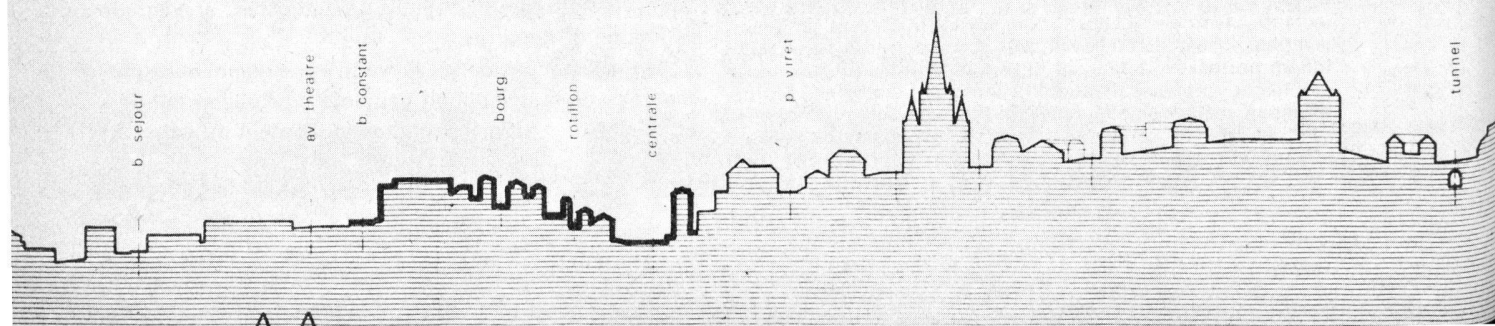 b sejour
av theatre
b constant
bourg
rotillon
centrale
p viret
tunnel